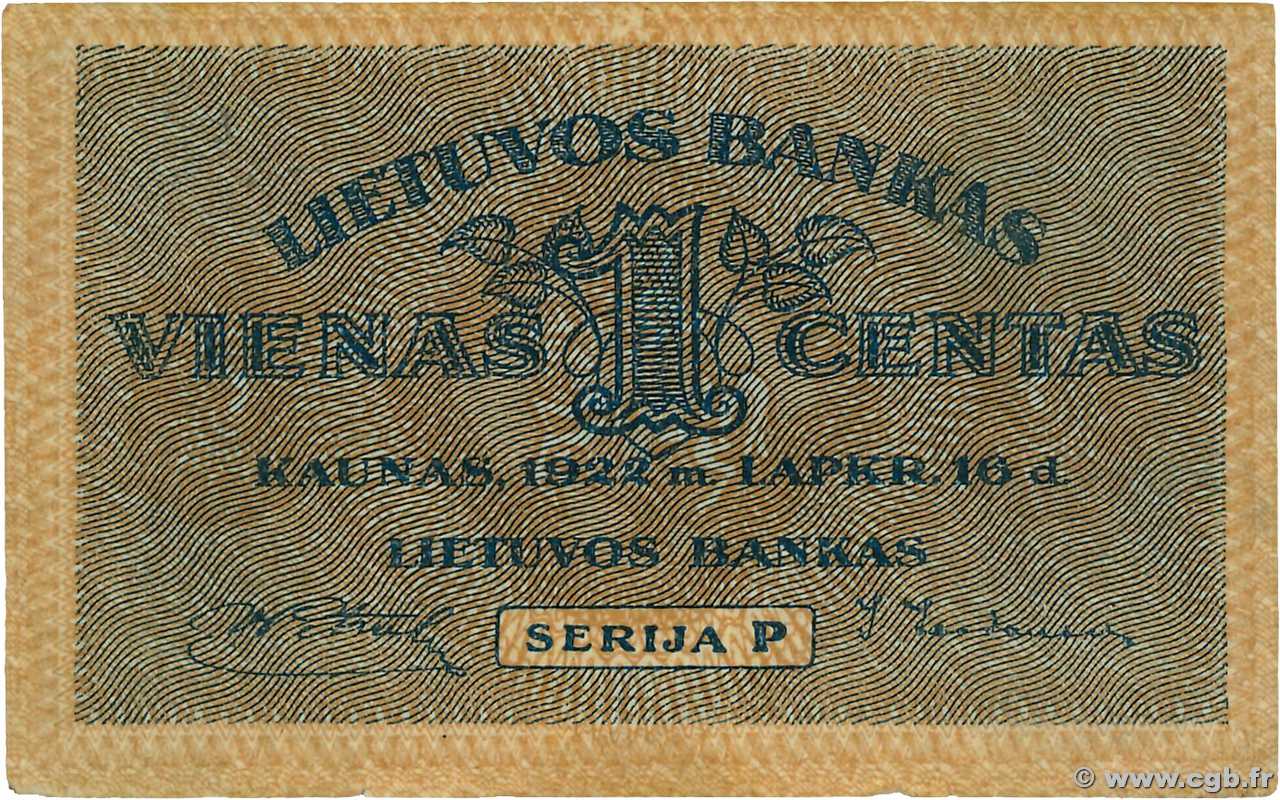 LIETUVOS BANKAS
VIENAS 1 CENTAS
KAUNAS, 1922 m. LAPKR. 16 d.
LIETUVOS BANKAS
SERIJA P
© www.cgb.fr